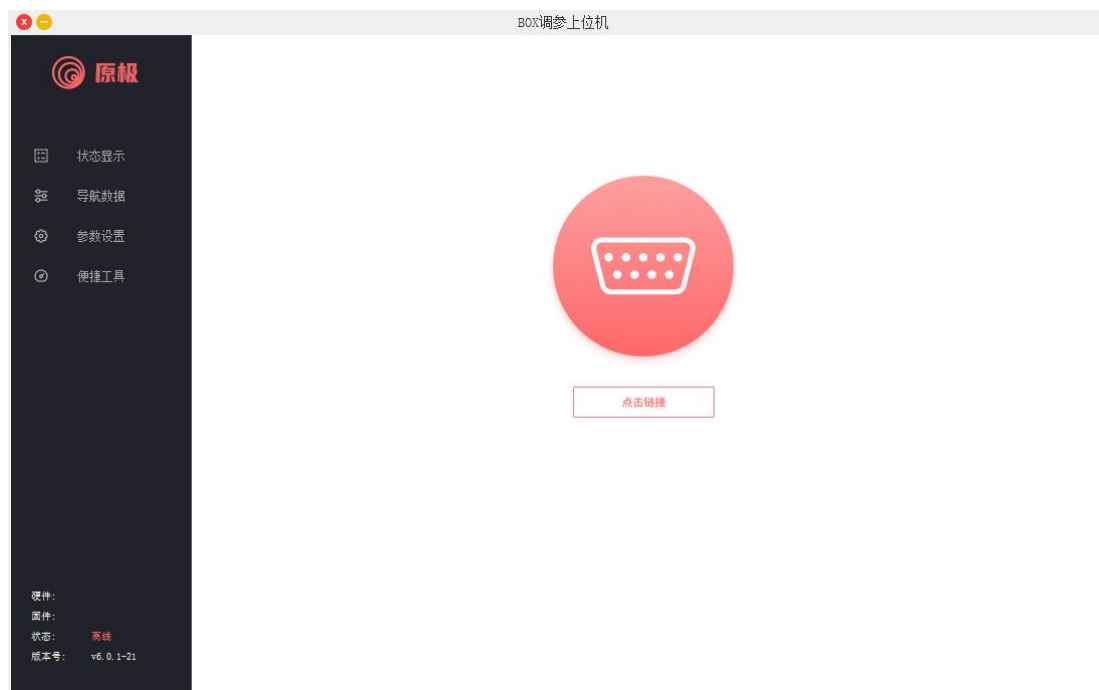 BOX调参上位机
原极
状态显示
导航数据
参数设置
便捷工具
点击链接
硬件:
固件:
状态: 离线
版本号: v6.0.1-21